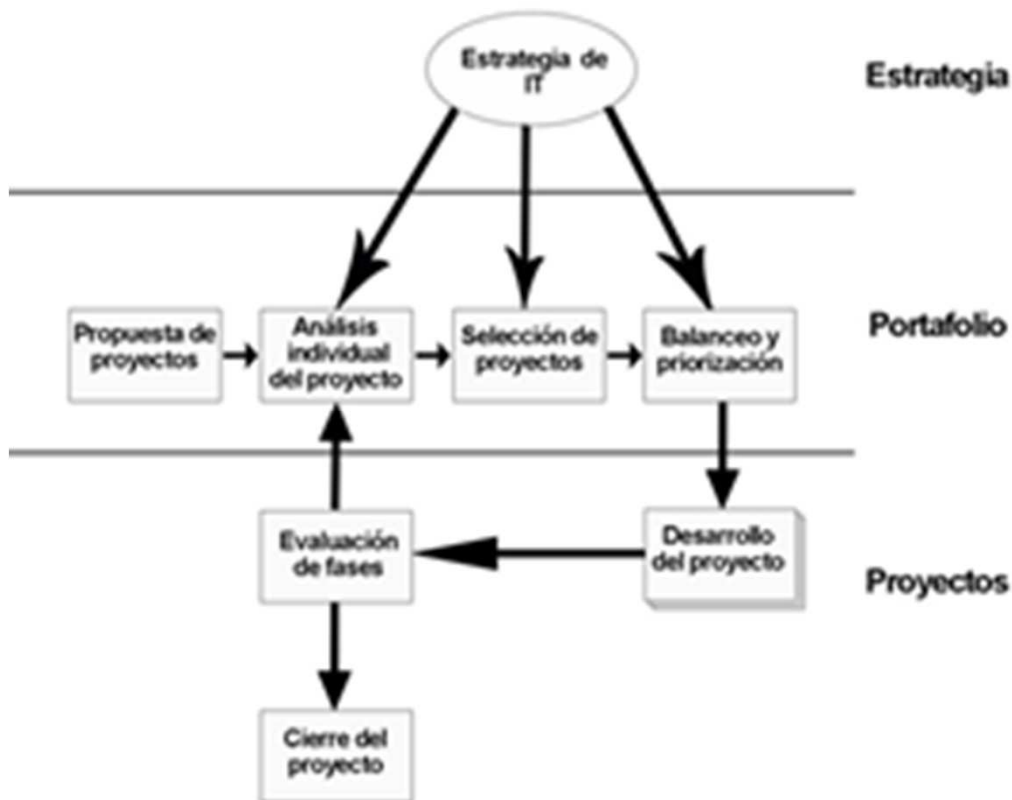 Estrategia de
IT
Estrategia
Propuesta de
proyectos
Análisis
individual
del proyecto
Selección de
proyectos
Balanceo y
priorización
Portafolio
Evaluación
de fases
Desarrollo
del proyecto
Proyectos
Cierre del
proyecto